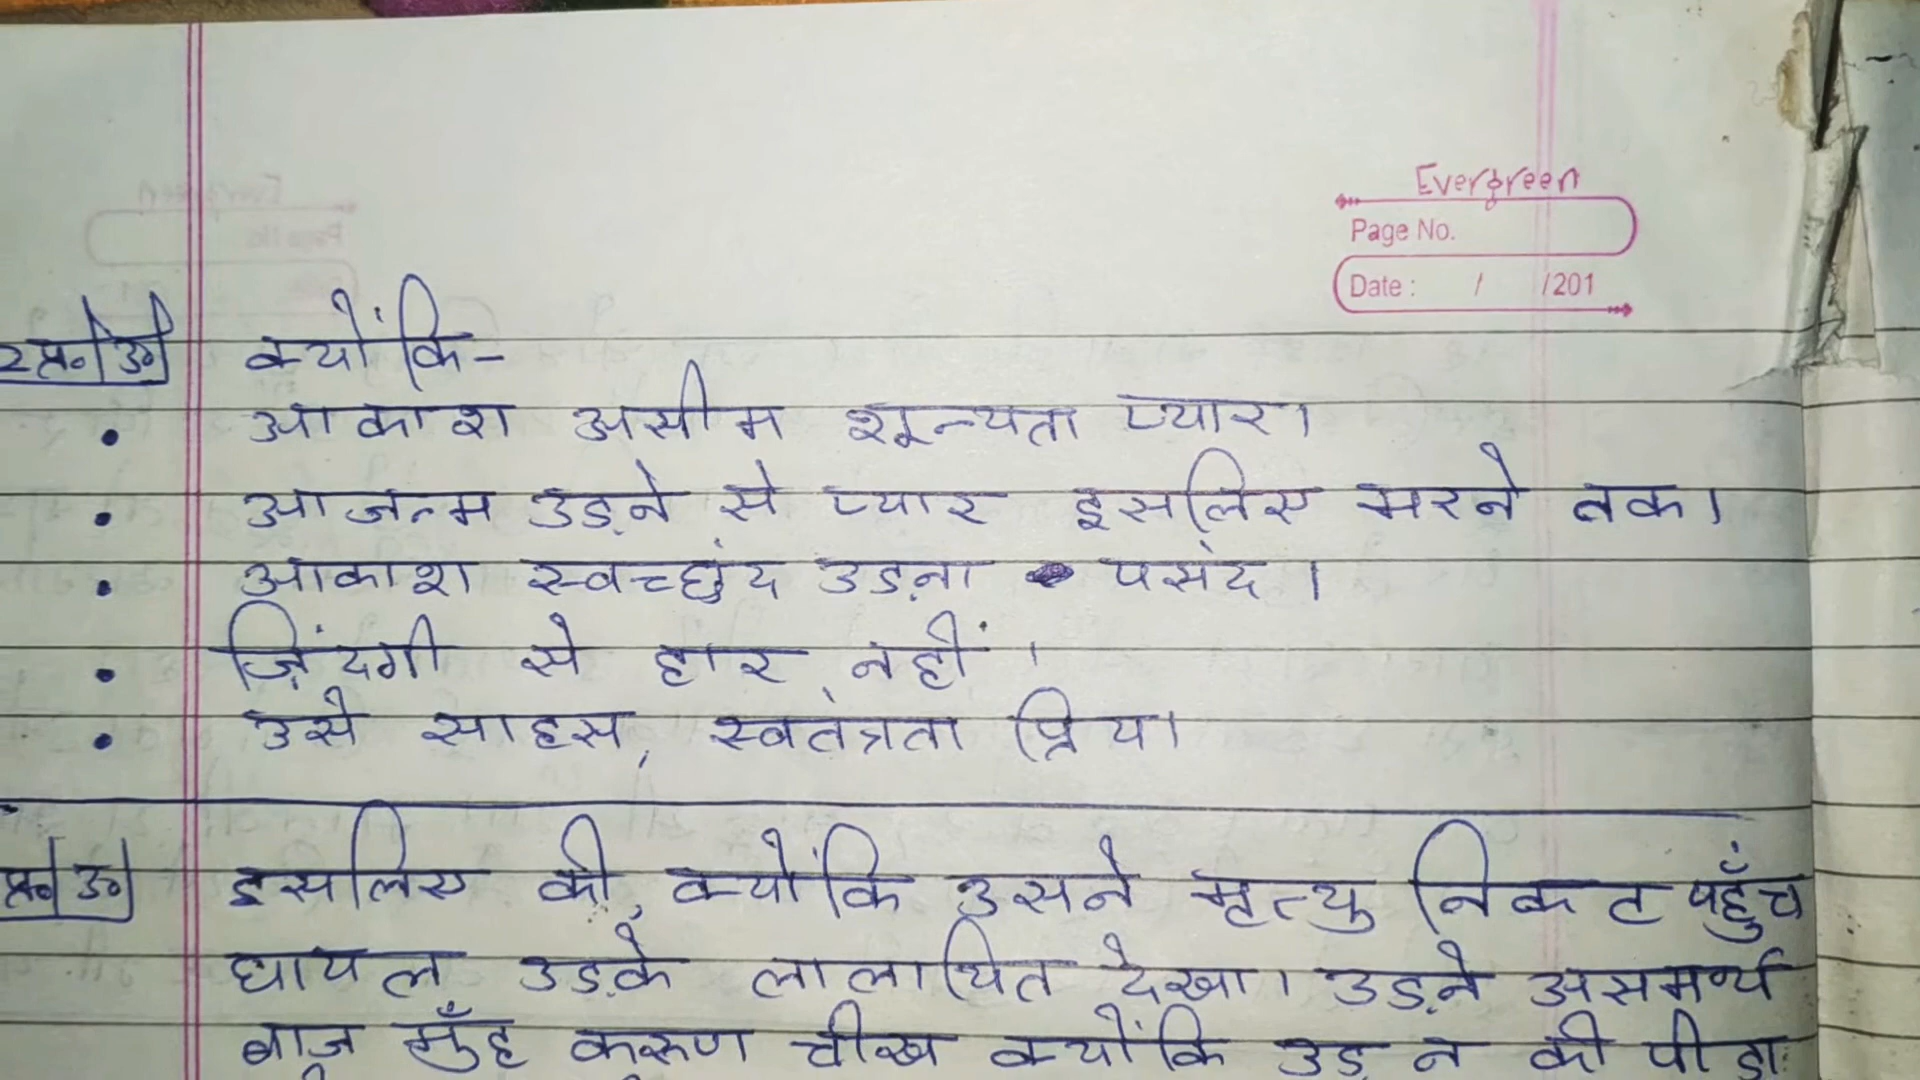 Evergreen
Page No.
Date : / /201
2प्र० उ० क्योंकि-
• आकाश असीम शून्यता प्यार।
• आजन्म उड़ने से प्यार इसलिए मरने तक।
• आकाश स्वच्छंद उड़ना पसंद।
• ज़िंदगी से हार नहीं।
• उसे साहस, स्वतंत्रता प्रिय।
प्र० उ० इसलिए की, क्योंकि उसने मृत्यु निकट पहुँच
घायल उड़के लालायित देखा। उड़ने असमर्थ
बाज मुँह करुण चीख क्योंकि उड़ न की पीड़ा